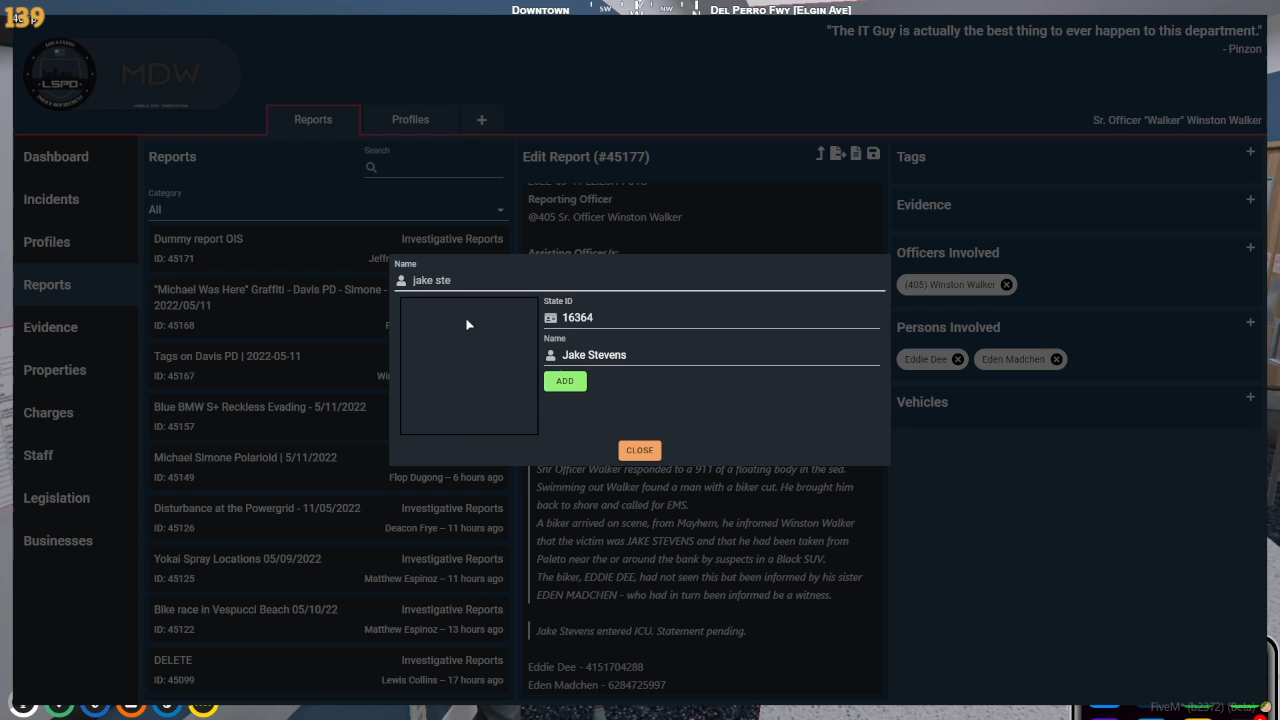 139
DOWNTOWN
SW
NW
DEL PERRO FWY [ELGIN AVE]
"The IT Guy is actually the best thing to ever happen to this department."
- Pinzon
LSPD
MDW
Reports
Profiles
+
Sr. Officer "Walker" Winston Walker
Dashboard
Incidents
Profiles
Reports
Evidence
Properties
Charges
Staff
Legislation
Businesses
Reports
Search
Category
All
Dummy report OIS
Investigative Reports
ID: 45171
"Michael Was Here" Graffiti - Davis PD - Simone -
2022/05/11
ID: 45168
Tags on Davis PD | 2022-05-11
ID: 45167
Blue BMW S+ Reckless Evading - 5/11/2022
ID: 45157
Michael Simone Polarioid | 5/11/2022
ID: 45149
Flop Dugong – 6 hours ago
Disturbance at the Powergrid - 11/05/2022
Investigative Reports
ID: 45126
Deacon Frye – 11 hours ago
Yokai Spray Locations 05/09/2022
Investigative Reports
ID: 45125
Matthew Espinoz – 11 hours ago
Bike race in Vespucci Beach 05/10/22
Investigative Reports
ID: 45122
Matthew Espinoz – 13 hours ago
DELETE
Investigative Reports
ID: 45099
Lewis Collins – 17 hours ago
Edit Report (#45177)
Reporting Officer
@405 Sr. Officer Winston Walker
Assisting Officer/s:
Name
jake ste
State ID
16364
Name
Jake Stevens
ADD
CLOSE
Snr Officer Walker responded to a 911 of a floating body in the sea.
Swimming out Walker found a man with a biker cut. He brought him
back to shore and called for EMS.
A biker arrived on scene, from Mayhem, he infromed Winston Walker
that the victim was JAKE STEVENS and that he had been taken from
Paleto near the or around the bank by suspects in a Black SUV.
The biker, EDDIE DEE, had not seen this but been informed by his sister
EDEN MADCHEN - who had in turn been informed be a witness.
Jake Stevens entered ICU. Statement pending.
Eddie Dee - 4151704288
Eden Madchen - 6284725997
Tags
+
Evidence
+
Officers Involved
+
(405) Winston Walker
Persons Involved
+
Eddie Dee
Eden Madchen
Vehicles
+
FiveM* (b2372) (Beta)